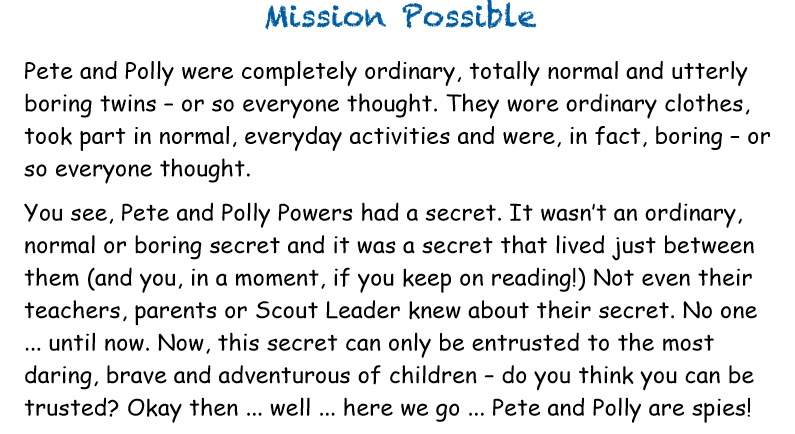 Mission Possible
Pete and Polly were completely ordinary, totally normal and utterly
boring twins – or so everyone thought. They wore ordinary clothes,
took part in normal, everyday activities and were, in fact, boring – or
so everyone thought.
You see, Pete and Polly Powers had a secret. It wasn't an ordinary,
normal or boring secret and it was a secret that lived just between
them (and you, in a moment, if you keep on reading!) Not even their
teachers, parents or Scout Leader knew about their secret. No one
... until now. Now, this secret can only be entrusted to the most
daring, brave and adventurous of children – do you think you can be
trusted? Okay then ... well ... here we go ... Pete and Polly are spies!